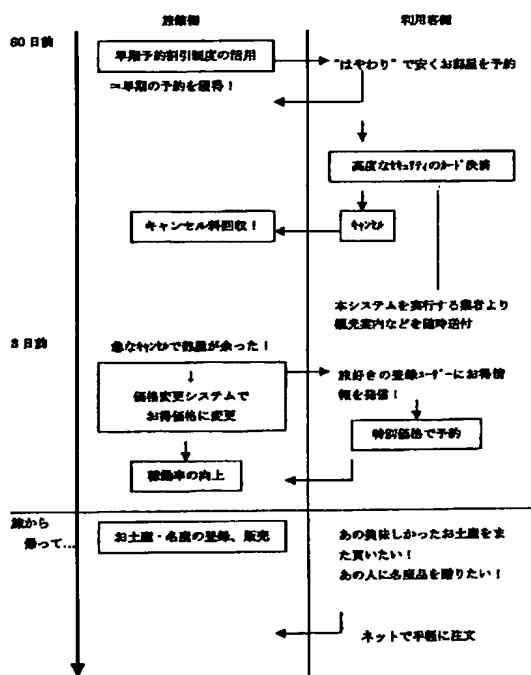 旅館側
利用客側
60日前
早期予約割引制度の活用
“はやわり”で安くお部屋を予約
＝早期の予約を獲得！
高度なセキュリティのカード決済
キャンセル料回収！
キャンセル
本システムを実行する業者より
観光案内などを随時送付
3日前
急なキャンセルで部屋が余った！
↓
価格変更システムで
お得価格に変更
旅好きの登録ユーザーにお得情
報を発信！
特別価格で予約
稼働率の向上
旅から
帰って…
お土産・名産の登録、販売
あの美味しかったお土産をま
た買いたい！
あの人に名産品を贈りたい！
ネットで手軽に注文